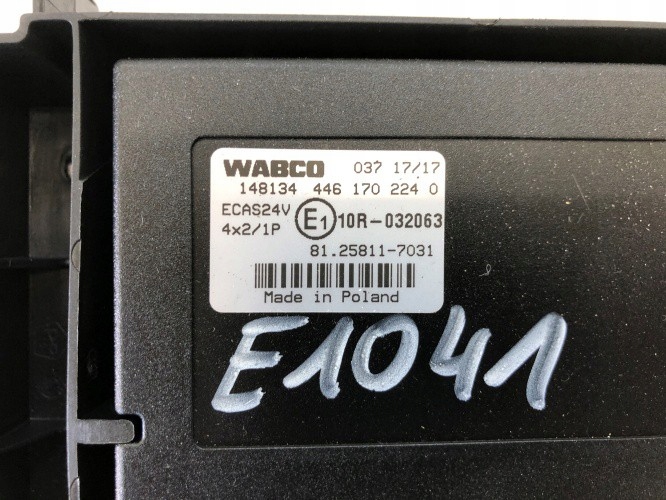 WABCO 037 17/17
148134 446 170 224 0
ECAS24V
4x2/1P
E1 10R-032063
81.25811-7031
Made in Poland
E1041